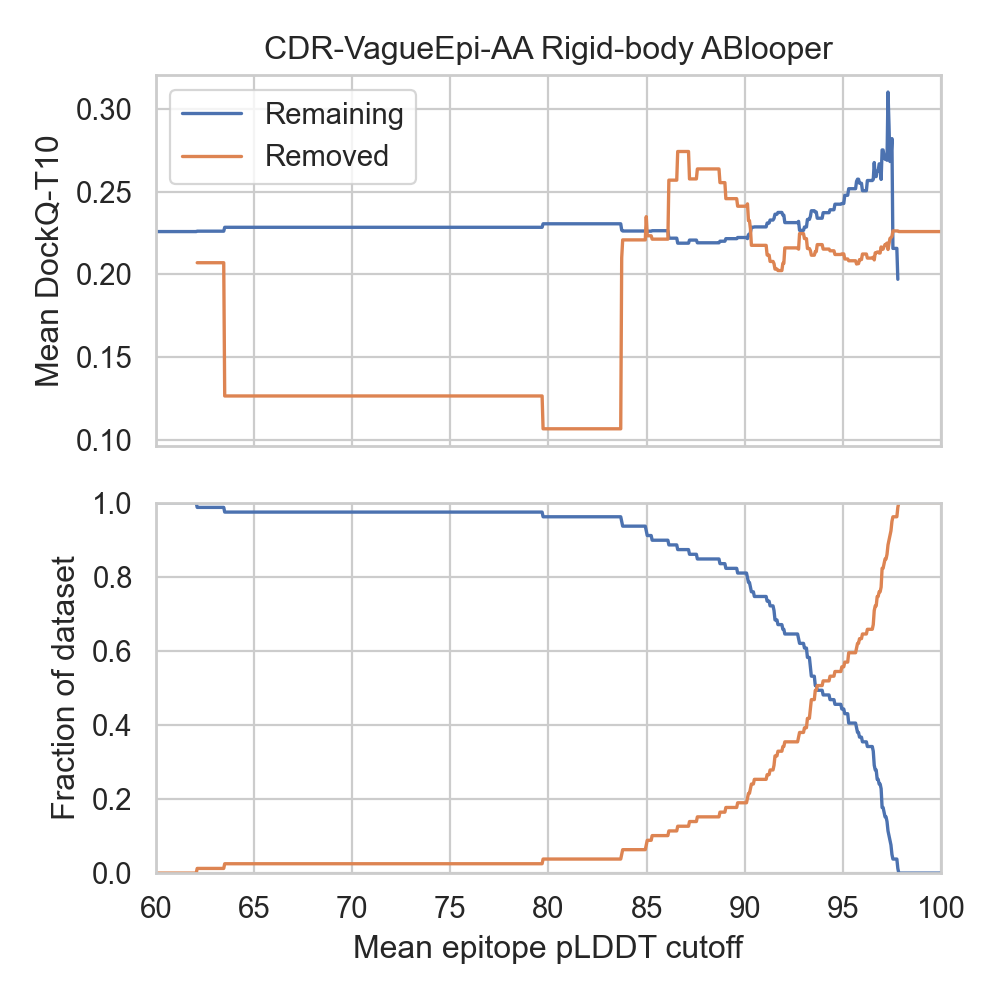 CDR-VagueEpi-AA Rigid-body ABlooper
Remaining
Removed
Mean DockQ-T10
0.30
0.25
0.20
0.15
0.10
Fraction of dataset
1.0
0.8
0.6
0.4
0.2
0.0
60 65 70 75 80 85 90 95 100
Mean epitope pLDDT cutoff